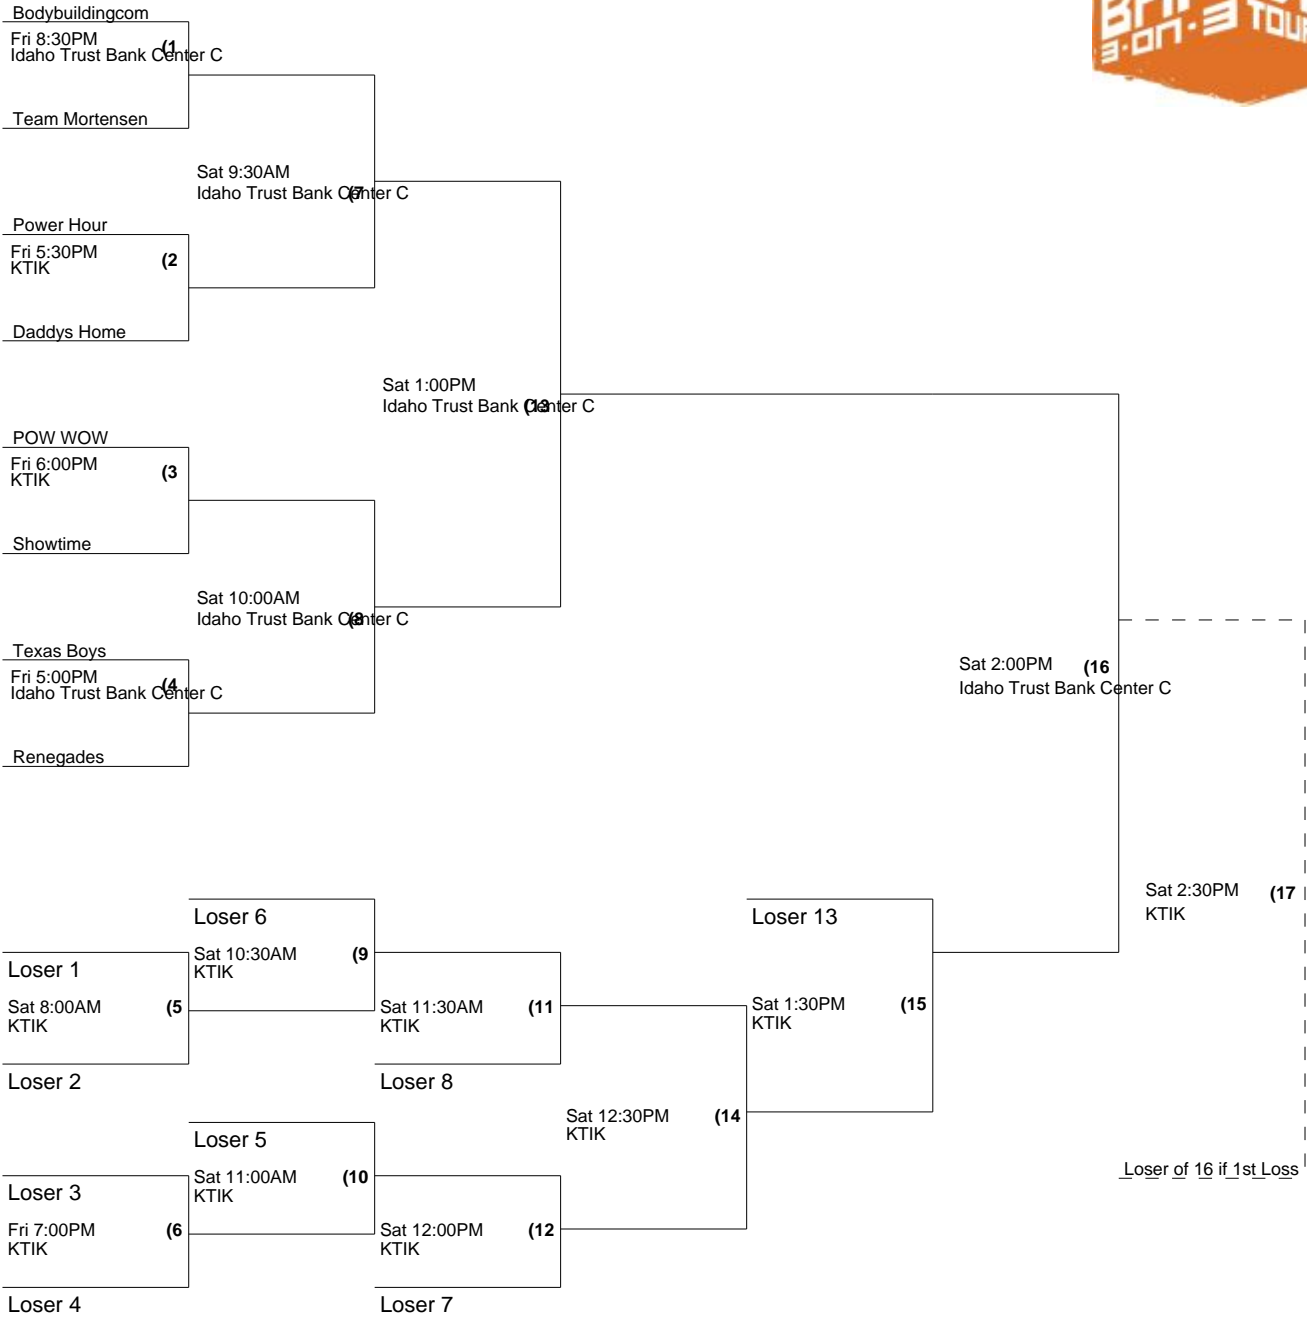 Bodybuildingcom
Fri 8:30PM
(1
Idaho Trust Bank Center C
Team Mortensen
Sat 9:30AM
Idaho Trust Bank Center C
(7
Power Hour
Fri 5:30PM
(2
KTIK
Daddys Home
Sat 1:00PM
Idaho Trust Bank Center C
(13
POW WOW
Fri 6:00PM
(3
KTIK
Showtime
Sat 10:00AM
Idaho Trust Bank Center C
(8
Texas Boys
Fri 5:00PM
(4
Idaho Trust Bank Center C
Renegades
Sat 2:00PM (16
Idaho Trust Bank Center C
Sat 2:30PM (17
KTIK
Loser of 16 if 1st Loss
Loser 6
Sat 10:30AM (9
KTIK
Loser 1
Sat 8:00AM (5
KTIK
Loser 2
Sat 11:30AM (11
KTIK
Loser 8
Loser 13
Sat 1:30PM (15
KTIK
Sat 12:30PM (14
KTIK
Loser 5
Sat 11:00AM (10
KTIK
Loser 3
Fri 7:00PM (6
KTIK
Loser 4
Sat 12:00PM (12
KTIK
Loser 7
3-on-3 TOUR